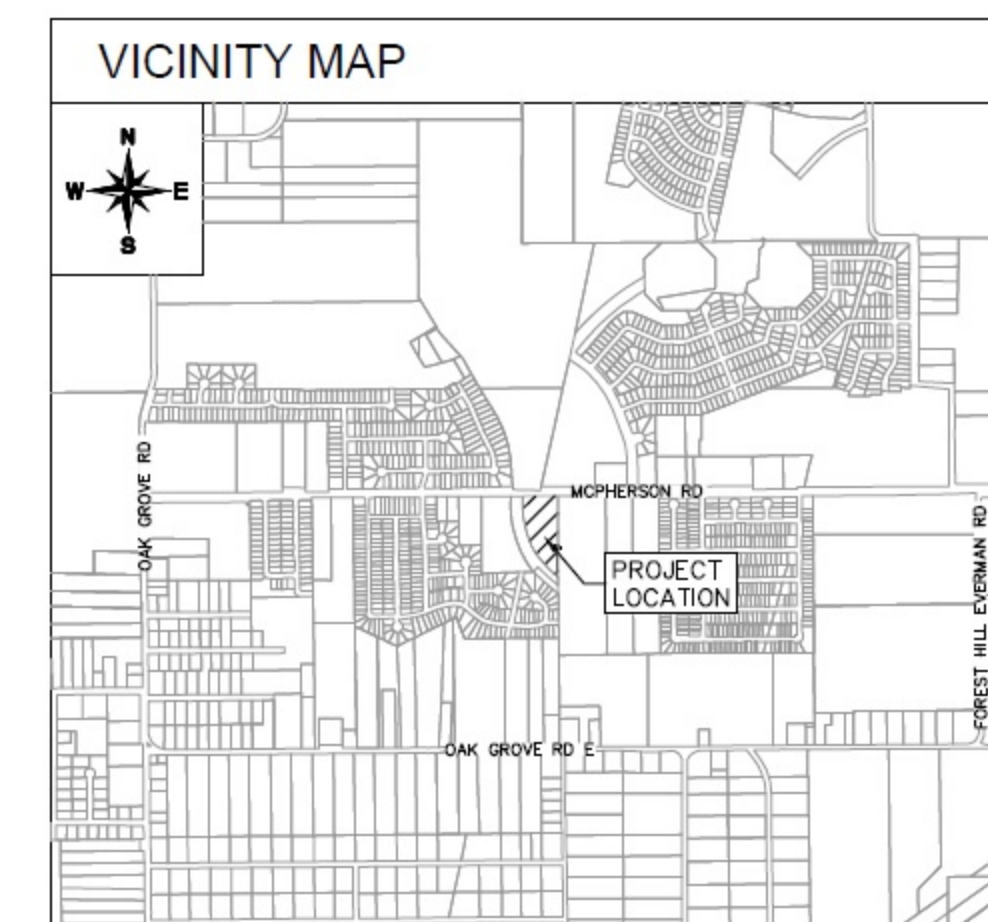 VICINITY MAP
N
W
E
S
OAK GROVE RD
MCPHERSON RD
PROJECT
LOCATION
FOREST HILL EVERMAN RD
OAK GROVE RD E